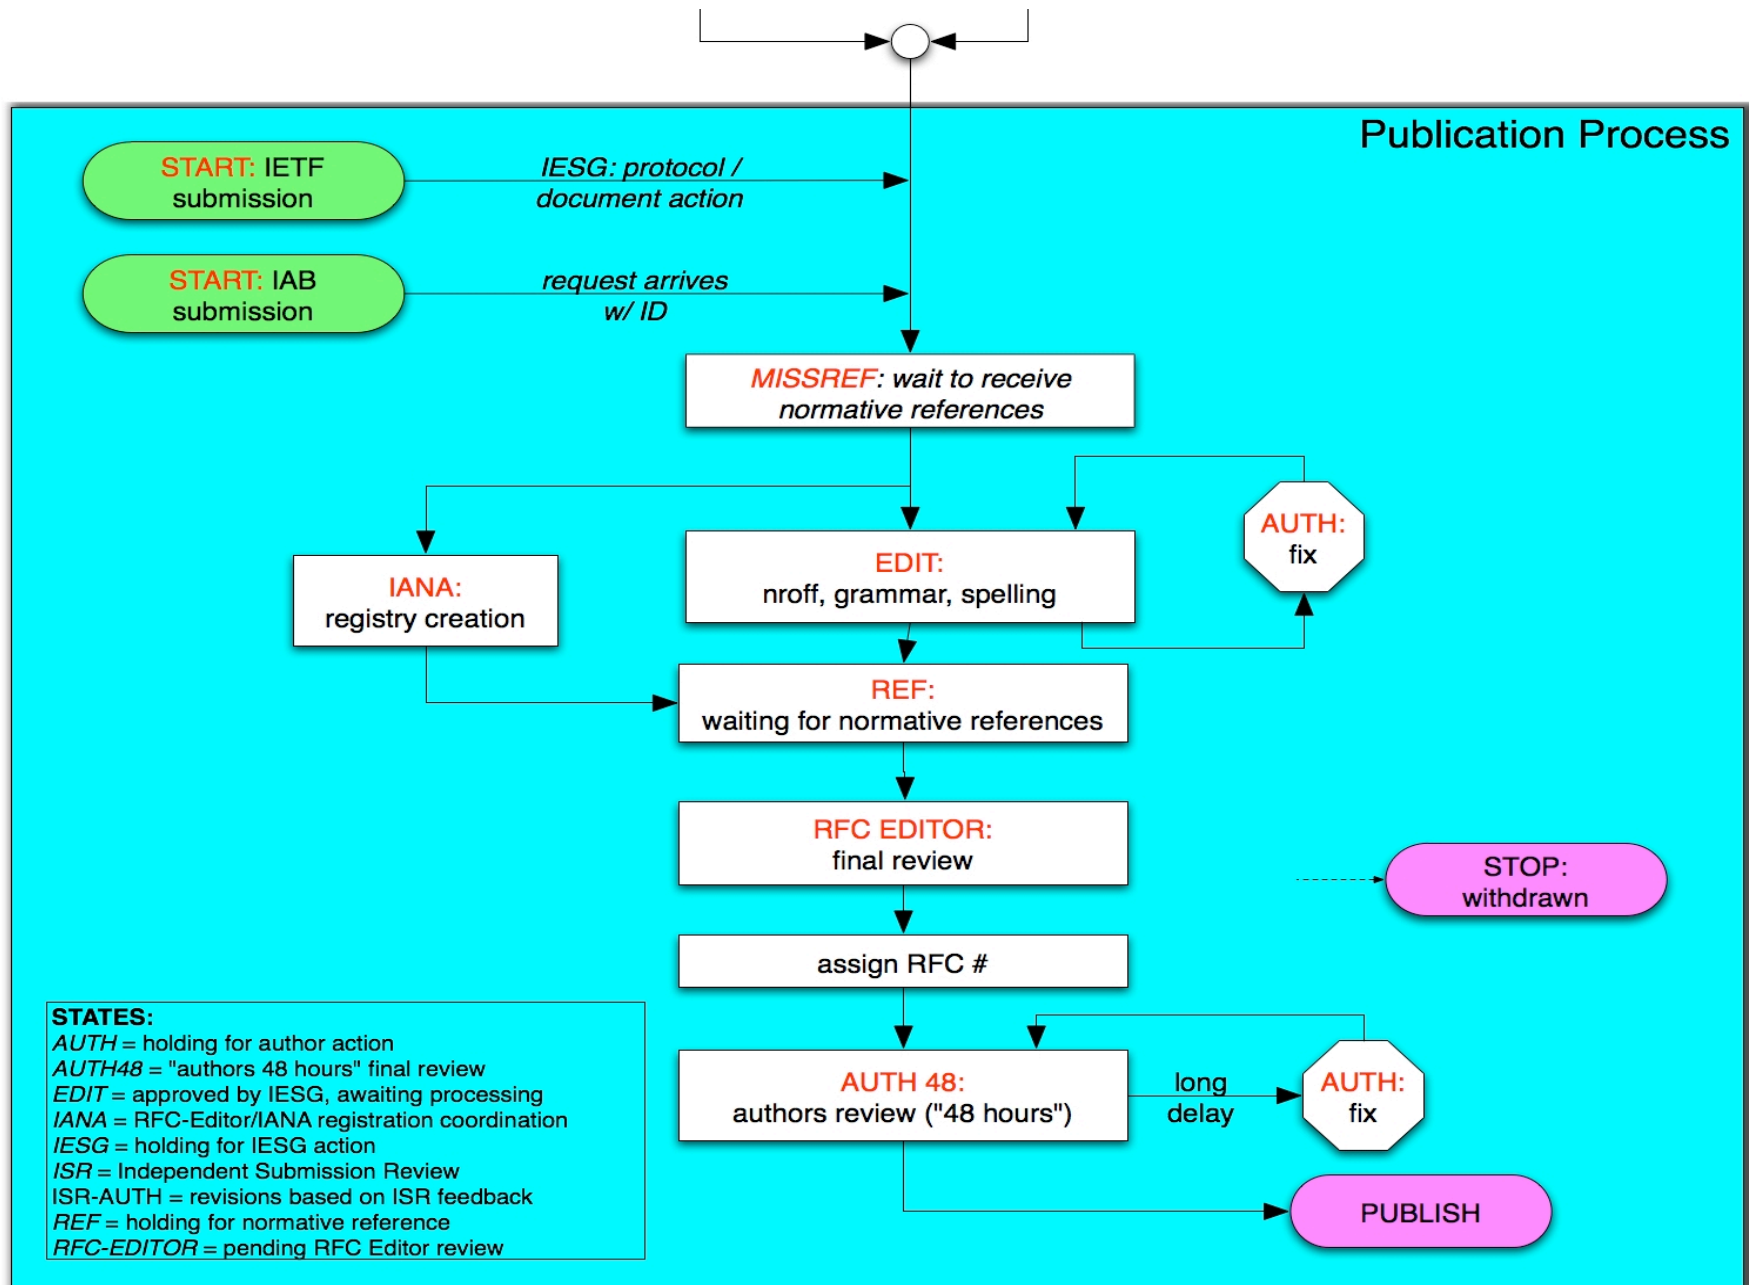 Publication Process
START: IETF
submission
IESG: protocol /
document action
START: IAB
submission
request arrives
w/ ID
MISSREF: wait to receive
normative references
AUTH:
fix
EDIT:
nroff, grammar, spelling
IANA:
registry creation
REF:
waiting for normative references
RFC EDITOR:
final review
STOP:
withdrawn
assign RFC #
AUTH 48:
authors review ("48 hours")
long
delay
AUTH:
fix
PUBLISH
STATES:
AUTH = holding for author action
AUTH48 = "authors 48 hours" final review
EDIT = approved by IESG, awaiting processing
IANA = RFC-Editor/IANA registration coordination
IESG = holding for IESG action
ISR = Independent Submission Review
ISR-AUTH = revisions based on ISR feedback
REF = holding for normative reference
RFC-EDITOR = pending RFC Editor review